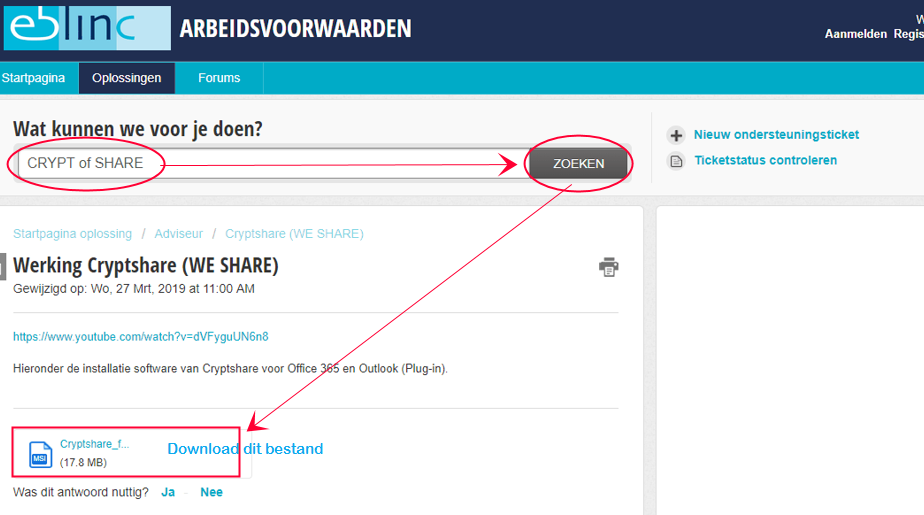 eb linc ARBEIDSVOORWAARDEN
W
Aanmelden Regis
Startpagina Oplossingen Forums
Wat kunnen we voor je doen?
CRYPT of SHARE ZOEKEN
Nieuw ondersteuningsticket
Ticketstatus controleren
Startpagina oplossing / Adviseur / Cryptshare (WE SHARE)
Werking Cryptshare (WE SHARE)
Gewijzigd op: Wo, 27 Mrt, 2019 at 11:00 AM
https://www.youtube.com/watch?v=dVFyguUN6n8
Hieronder de installatie software van Cryptshare voor Office 365 en Outlook (Plug-in).
MSI
Cryptshare_f...
(17.8 MB)
Download dit bestand
Was dit antwoord nuttig? Ja Nee